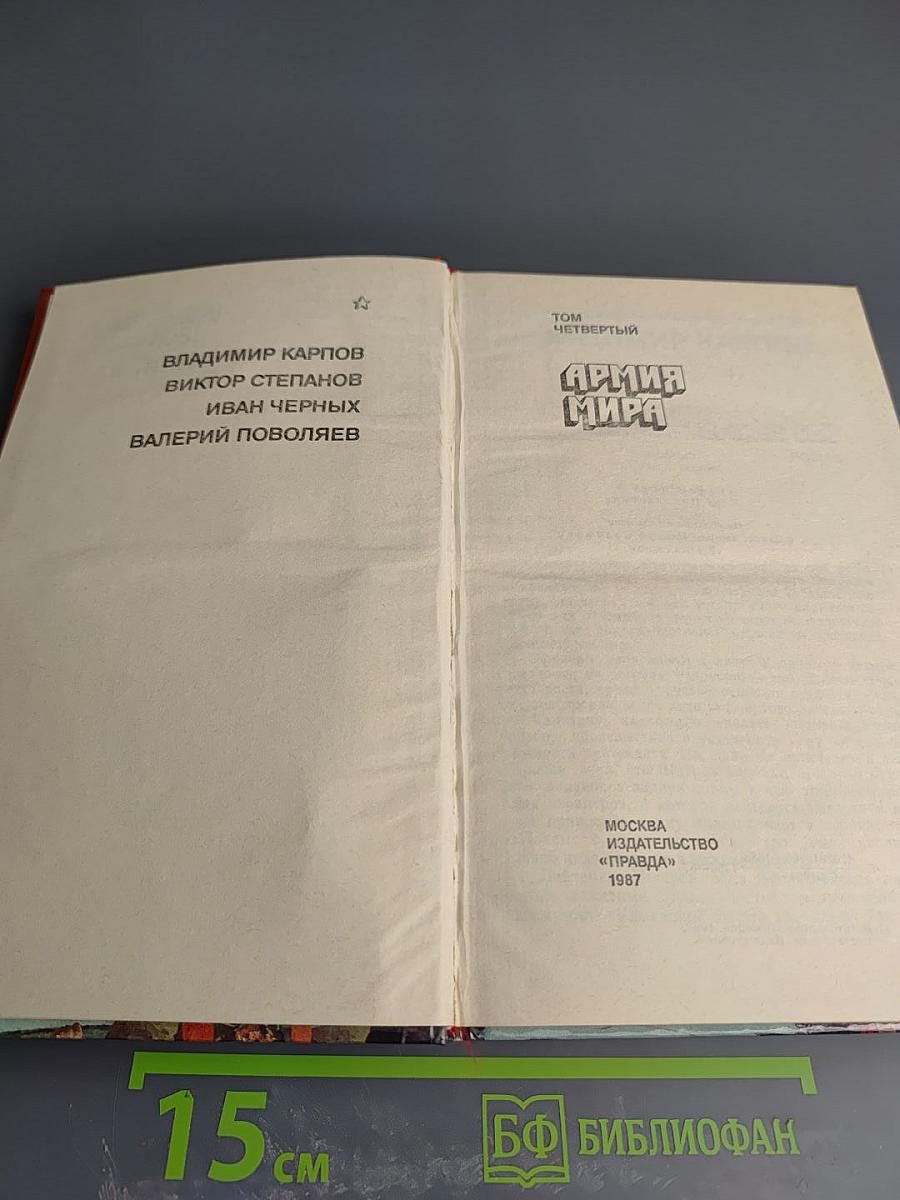 ВЛАДИМИР КАРПОВ
ВИКТОР СТЕПАНОВ
ИВАН ЧЕРНЫХ
ВАЛЕРИЙ ПОВОЛЯЕВ
ТОМ
ЧЕТВЕРТЫЙ
АРМИЯ
МИРА
МОСКВА
ИЗДАТЕЛЬСТВО
«ПРАВДА»
1987
15 см
БФ БИБЛИОФАН